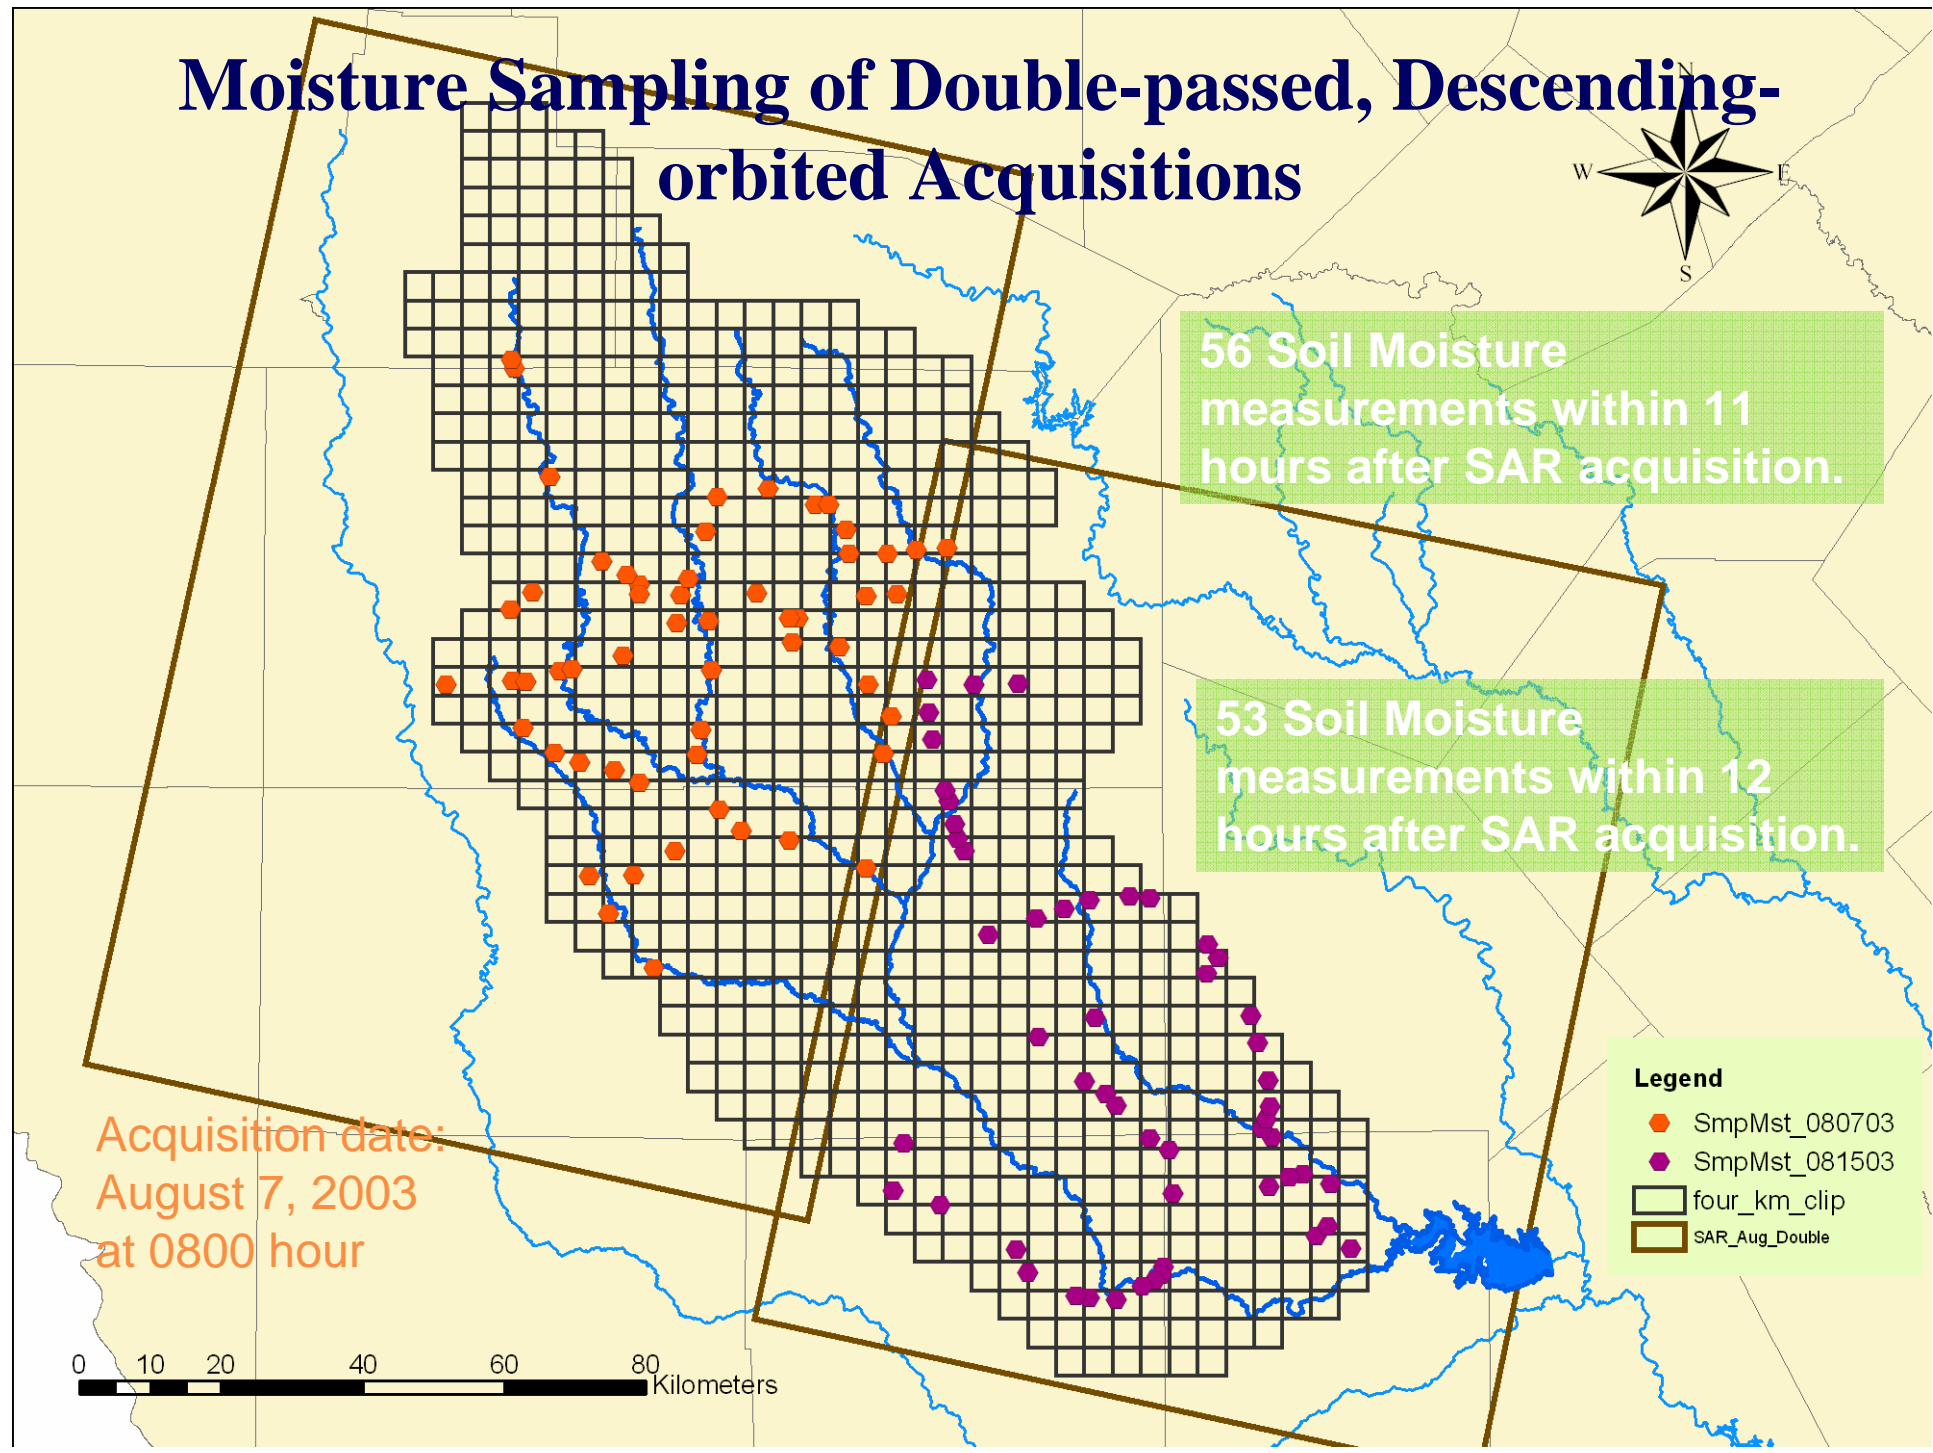 Moisture Sampling of Double-passed, Descending-
orbited Acquisitions
N
W E
S
56 Soil Moisture
measurements within 11
hours after SAR acquisition.
53 Soil Moisture
measurements within 12
hours after SAR acquisition.
Legend
SmpMst_080703
SmpMst_081503
four_km_clip
SAR_Aug_Double
Acquisition date:
August 7, 2003
at 0800 hour
0 10 20 40 60 80
Kilometers